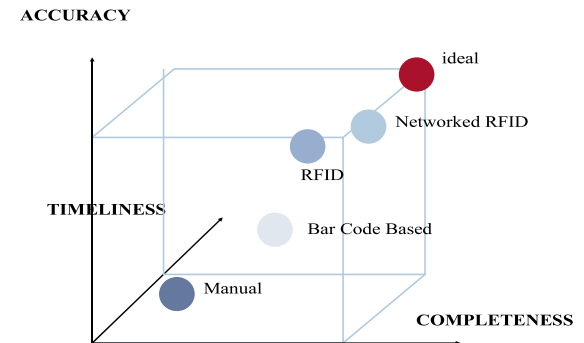 ACCURACY
ideal
Networked RFID
RFID
TIMELINESS
Bar Code Based
Manual
COMPLETENESS